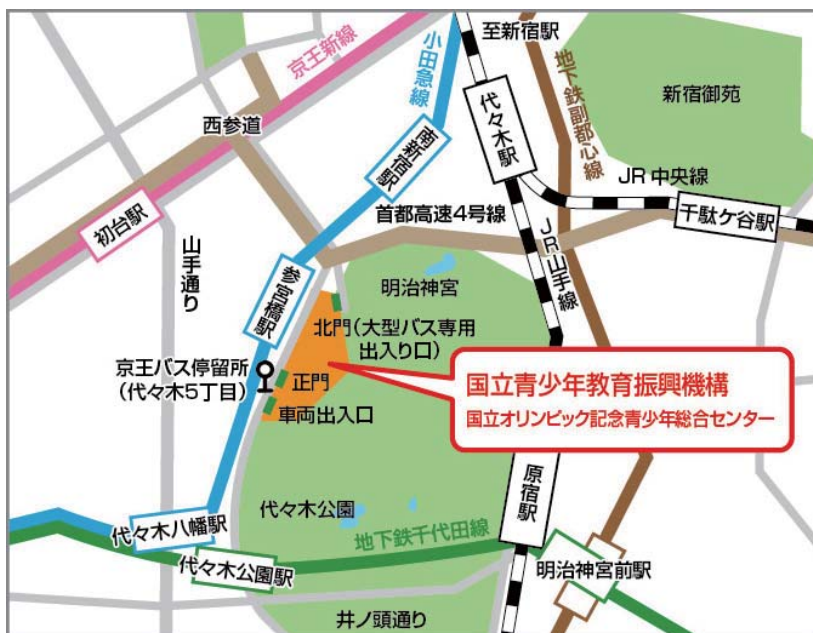 至新宿駅
京王新線
小田急線
地下鉄副都心線
新宿御苑
代々木駅
西参道
南新宿駅
JR中央線
千駄ケ谷駅
初台駅
首都高速4号線
JR山手線
山手通り
参宮橋駅
明治神宮
北門(大型バス専用
出入り口)
京王バス停留所
(代々木5丁目)
正門
車両出入口
国立青少年教育振興機構
国立オリンピック記念青少年総合センター
原宿駅
代々木公園
代々木八幡駅
地下鉄千代田線
代々木公園駅
明治神宮前駅
井ノ頭通り